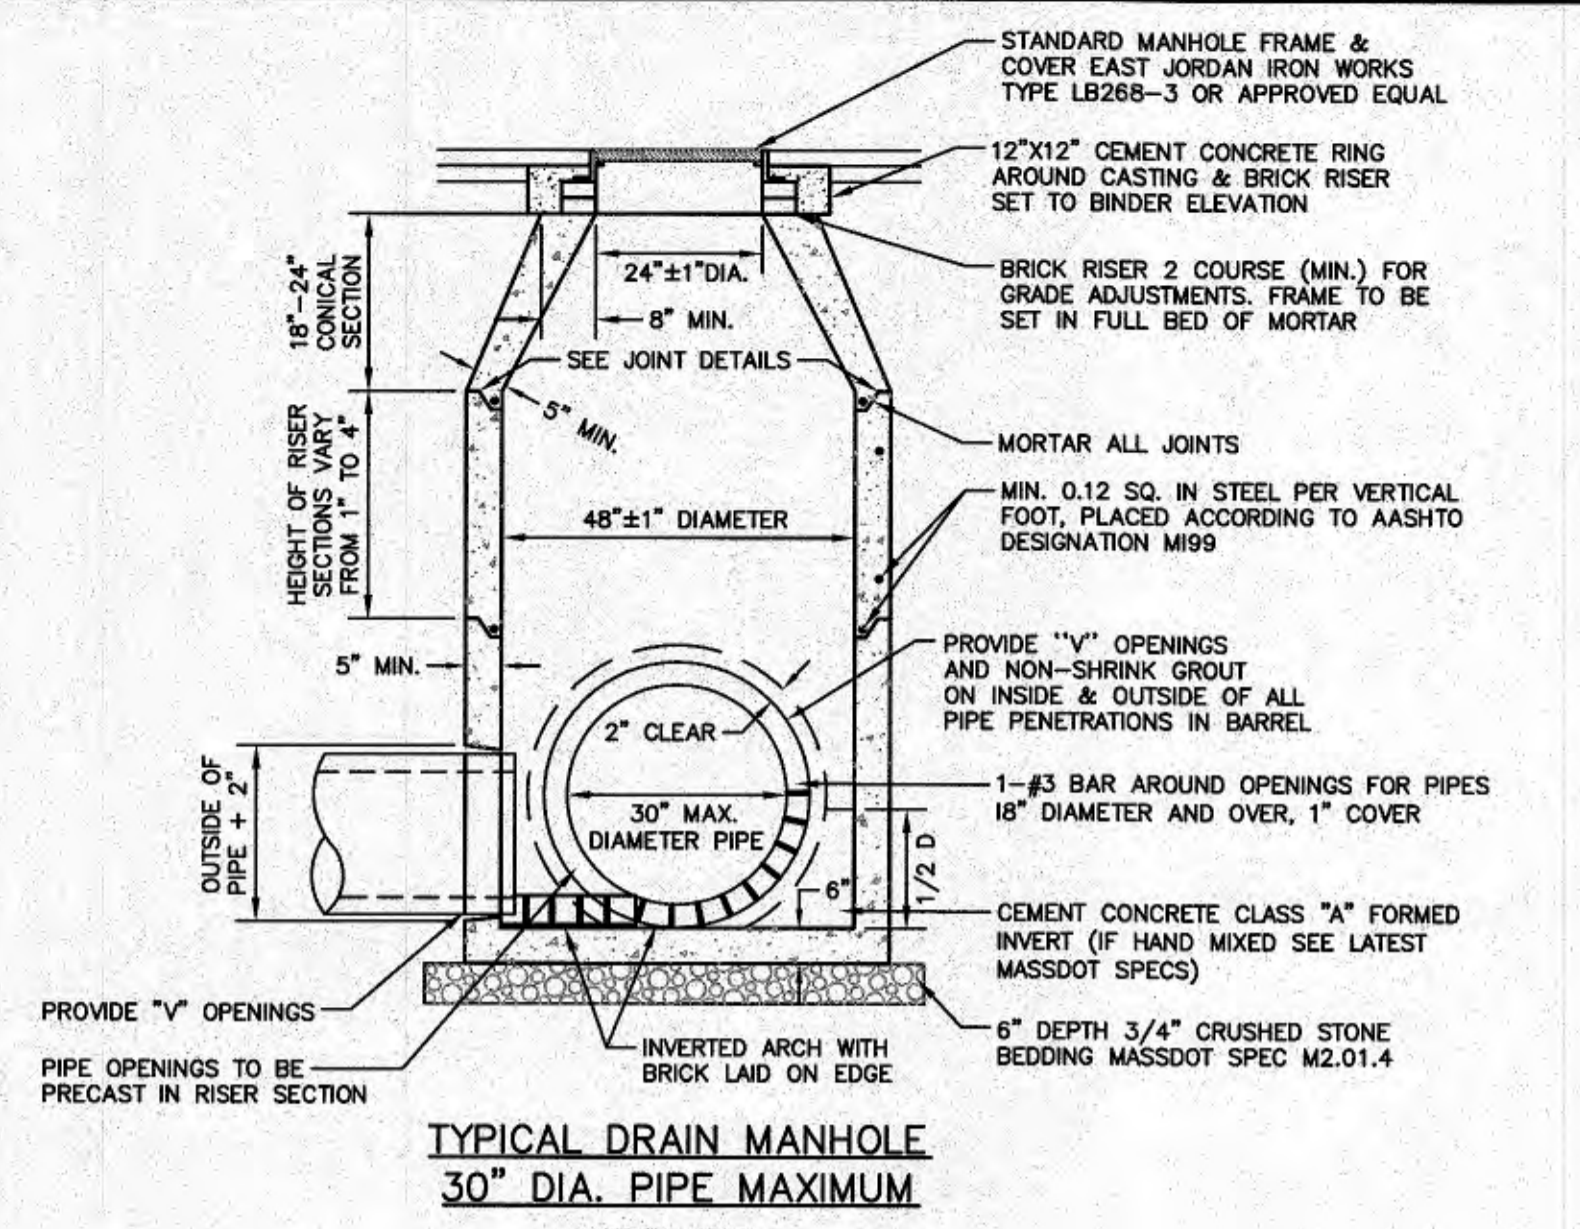 STANDARD MANHOLE FRAME &
COVER EAST JORDAN IRON WORKS
TYPE LB268-3 OR APPROVED EQUAL
12"X12" CEMENT CONCRETE RING
AROUND CASTING & BRICK RISER
SET TO BINDER ELEVATION
BRICK RISER 2 COURSE (MIN.) FOR
GRADE ADJUSTMENTS. FRAME TO BE
SET IN FULL BED OF MORTAR
24"±1"DIA.
8" MIN.
18"-24"
CONICAL
SECTION
SEE JOINT DETAILS
5" MIN.
MORTAR ALL JOINTS
HEIGHT OF RISER
SECTIONS VARY
FROM 1" TO 4"
MIN. 0.12 SQ. IN STEEL PER VERTICAL
FOOT, PLACED ACCORDING TO AASHTO
DESIGNATION MI99
48"±1" DIAMETER
5" MIN.
PROVIDE "V" OPENINGS
AND NON-SHRINK GROUT
ON INSIDE & OUTSIDE OF ALL
PIPE PENETRATIONS IN BARREL
2" CLEAR
OUTSIDE OF
PIPE + 2"
30" MAX.
DIAMETER PIPE
1-#3 BAR AROUND OPENINGS FOR PIPES
18" DIAMETER AND OVER, 1" COVER
1/2 D
6"
CEMENT CONCRETE CLASS "A" FORMED
INVERT (IF HAND MIXED SEE LATEST
MASSDOT SPECS)
PROVIDE "V" OPENINGS
PIPE OPENINGS TO BE
PRECAST IN RISER SECTION
INVERTED ARCH WITH
BRICK LAID ON EDGE
6" DEPTH 3/4" CRUSHED STONE
BEDDING MASSDOT SPEC M2.01.4
TYPICAL DRAIN MANHOLE
30" DIA. PIPE MAXIMUM